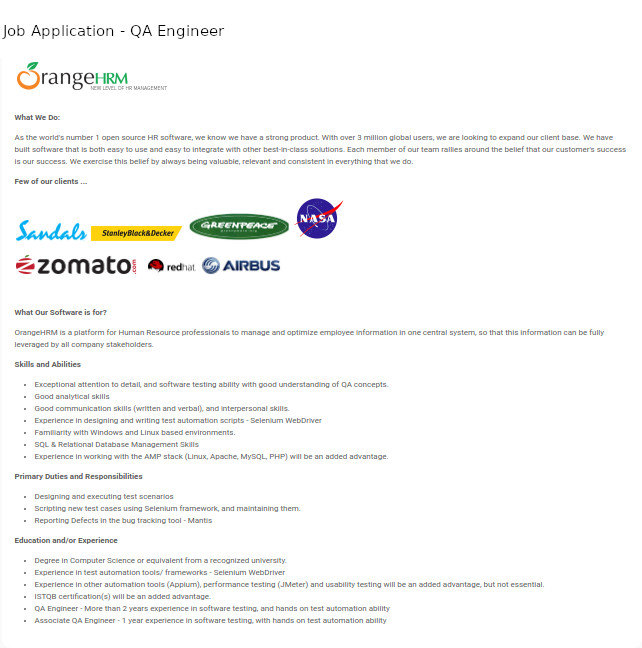 Job Application - QA Engineer
OrangeHRM
NEW LEVEL OF HR MANAGEMENT
What We Do:
As the world's number 1 open source HR software, we know we have a strong product. With over 3 million global users, we are looking to expand our client base. We have
built software that is both easy to use and easy to integrate with other best-in-class solutions. Each member of our team rallies around the belief that our customer's success
is our success. We exercise this belief by always being valuable, relevant and consistent in everything that we do.
Few of our clients ...
Sandals StanleyBlack&Decker GREENPEACE NASA
zomato.com redhat. AIRBUS
What Our Software is for?
OrangeHRM is a platform for Human Resource professionals to manage and optimize employee information in one central system, so that this information can be fully
leveraged by all company stakeholders.
Skills and Abilities
• Exceptional attention to detail, and software testing ability with good understanding of QA concepts.
• Good analytical skills
• Good communication skills (written and verbal), and interpersonal skills.
• Experience in designing and writing test automation scripts - Selenium WebDriver
• Familiarity with Windows and Linux based environments.
• SQL & Relational Database Management Skills
• Experience in working with the AMP stack (Linux, Apache, MySQL, PHP) will be an added advantage.
Primary Duties and Responsibilities
• Designing and executing test scenarios
• Scripting new test cases using Selenium framework, and maintaining them.
• Reporting Defects in the bug tracking tool - Mantis
Education and/or Experience
• Degree in Computer Science or equivalent from a recognized university.
• Experience in test automation tools/ frameworks - Selenium WebDriver
• Experience in other automation tools (Appium), performance testing (JMeter) and usability testing will be an added advantage, but not essential.
• ISTQB certification(s) will be an added advantage.
• QA Engineer - More than 2 years experience in software testing, and hands on test automation ability
• Associate QA Engineer - 1 year experience in software testing, with hands on test automation ability